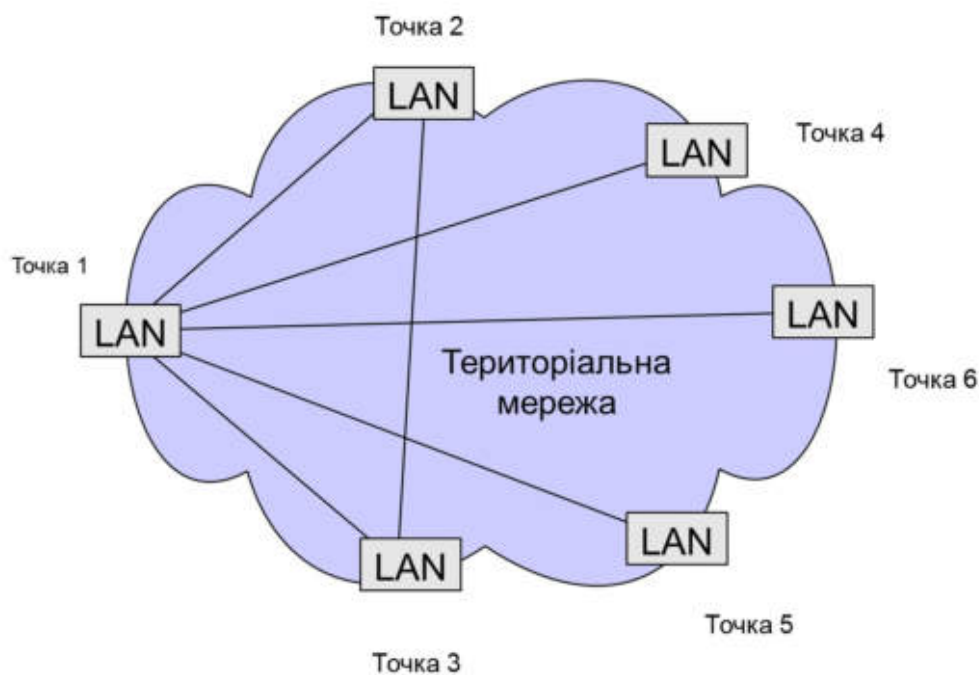 Точка 2
LAN
Точка 4
LAN
Точка 1
LAN
LAN
Територіальна
мережа
Точка 6
LAN
LAN
Точка 5
Точка 3